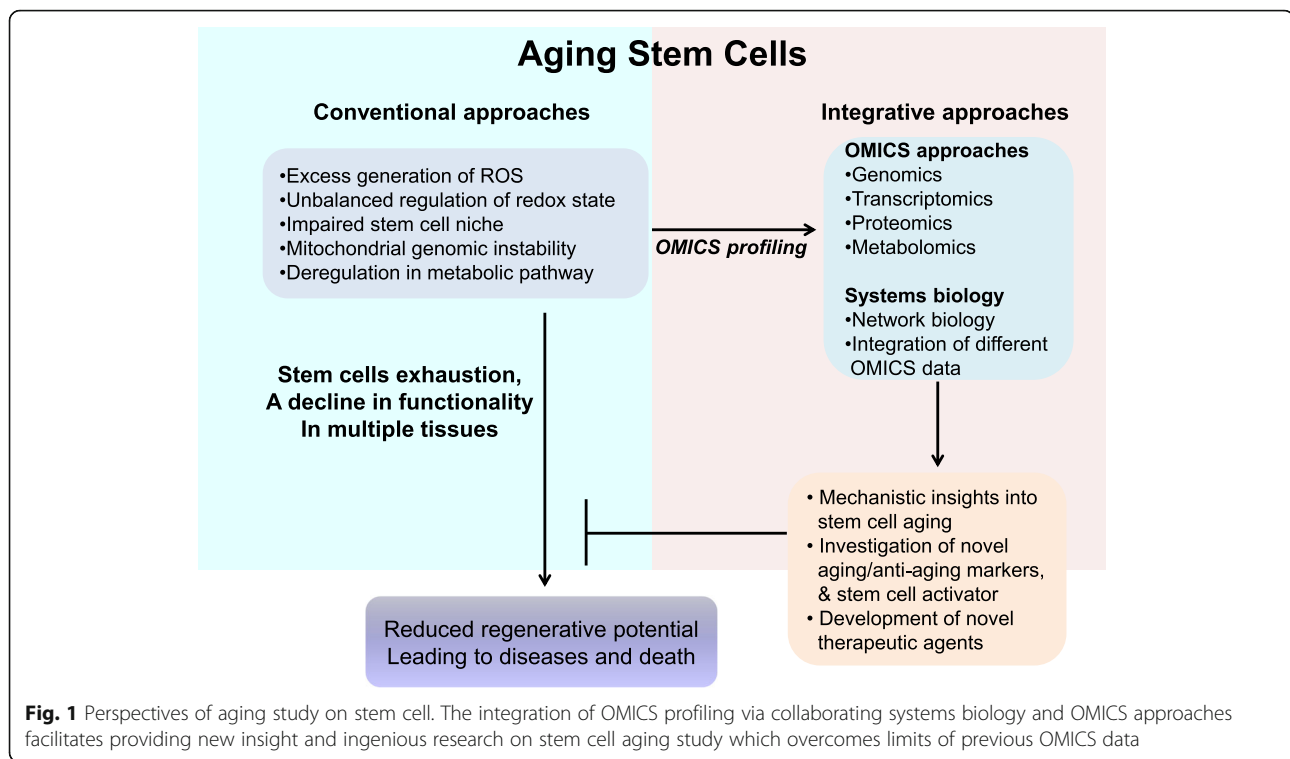 Aging Stem Cells
Conventional approaches
•Excess generation of ROS
•Unbalanced regulation of redox state
•Impaired stem cell niche
•Mitochondrial genomic instability
•Deregulation in metabolic pathway
OMICS profiling
Integrative approaches
OMICS approaches
•Genomics
•Transcriptomics
•Proteomics
•Metabolomics
Systems biology
•Network biology
•Integration of different
OMICS data
Stem cells exhaustion,
A decline in functionality
In multiple tissues
• Mechanistic insights into
stem cell aging
• Investigation of novel
aging/anti-aging markers,
& stem cell activator
• Development of novel
therapeutic agents
Reduced regenerative potential
Leading to diseases and death
Fig. 1 Perspectives of aging study on stem cell. The integration of OMICS profiling via collaborating systems biology and OMICS approaches
facilitates providing new insight and ingenious research on stem cell aging study which overcomes limits of previous OMICS data